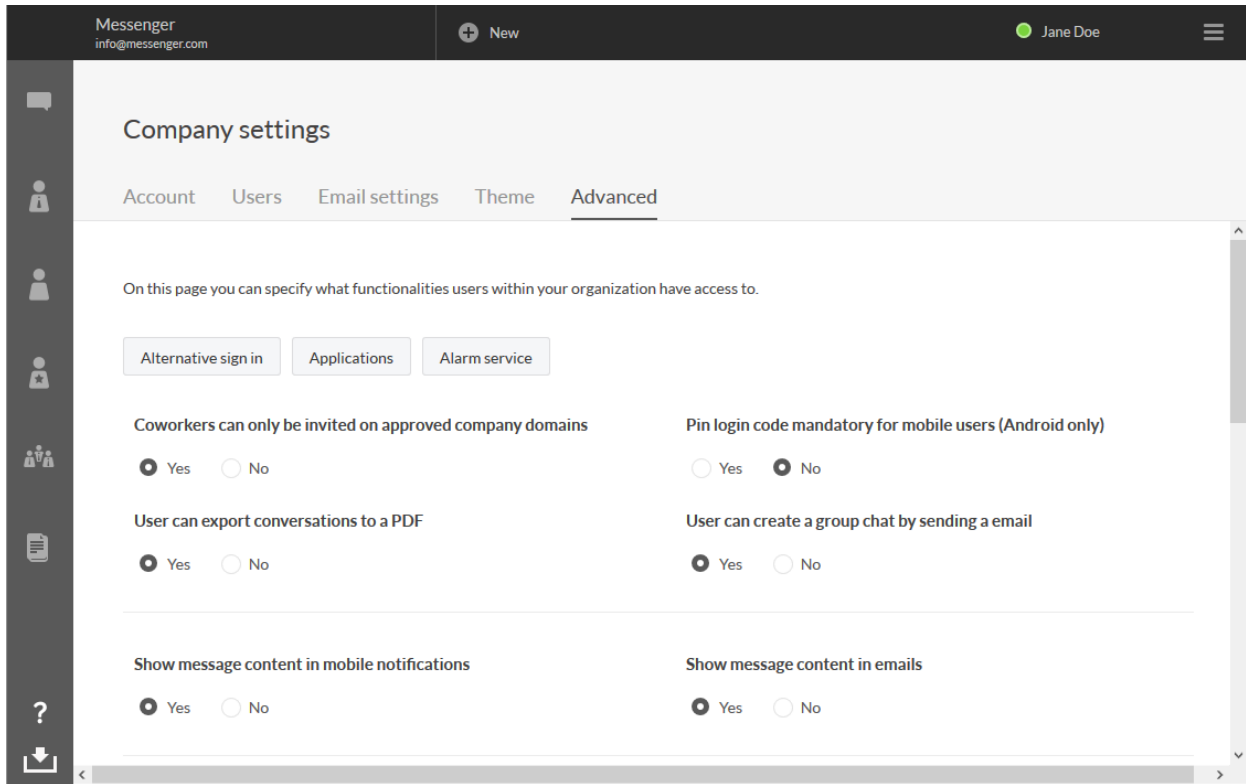 Messenger
info@messenger.com
New
Jane Doe
Company settings
Account Users Email settings Theme Advanced
On this page you can specify what functionalities users within your organization have access to.
Alternative sign in Applications Alarm service
Coworkers can only be invited on approved company domains
Yes No
Pin login code mandatory for mobile users (Android only)
Yes No
User can export conversations to a PDF
Yes No
User can create a group chat by sending a email
Yes No
Show message content in mobile notifications
Yes No
Show message content in emails
Yes No
?